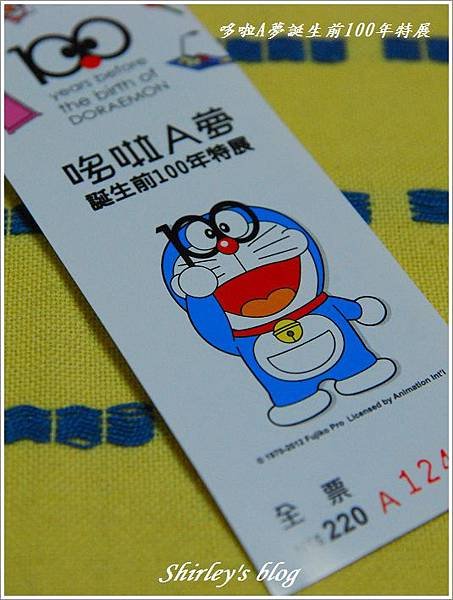 哆啦A夢誕生前100年特展
100
years before
the birth of
DORAEMON
哆啦A夢
誕生前100年特展
100
© 1970-2012 Fujiko Pro Licensed by Animation Int'l
全票
220 A124
Shirley's blog